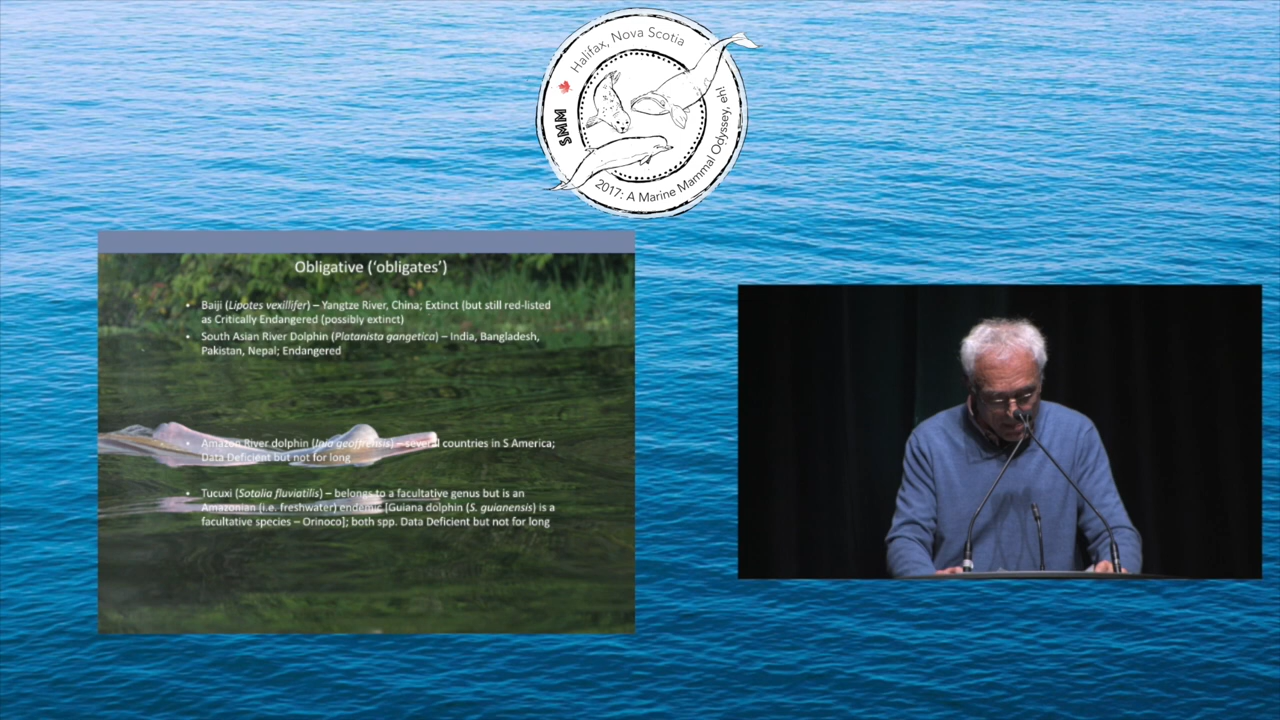 Halifax, Nova Scotia
SMM
2017: A Marine Mammal Odyssey, eh!
Obligative (‘obligates’)
• Baiji (Lipotes vexillifer) – Yangtze River, China; Extinct (but still red-listed
as Critically Endangered (possibly extinct)
• South Asian River Dolphin (Platanista gangetica) – India, Bangladesh,
Pakistan, Nepal; Endangered
• Amazon River dolphin (Inia geoffrensis) – several countries in S America;
Data Deficient but not for long
• Tucuxi (Sotalia fluviatilis) – belongs to a facultative genus but is an
Amazonian (i.e. freshwater) endemic [Guiana dolphin (S. guianensis) is a
facultative species – Orinoco]; both spp. Data Deficient but not for long